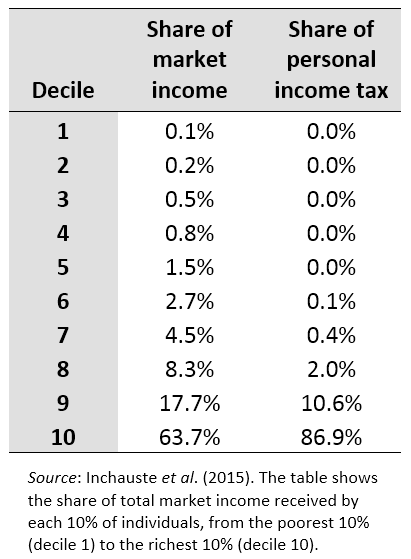 Decile Share of market income Share of personal income tax
1 0.1% 0.0%
2 0.2% 0.0%
3 0.5% 0.0%
4 0.8% 0.0%
5 1.5% 0.0%
6 2.7% 0.1%
7 4.5% 0.4%
8 8.3% 2.0%
9 17.7% 10.6%
10 63.7% 86.9%
Source: Inchauste et al. (2015). The table shows
the share of total market income received by
each 10% of individuals, from the poorest 10%
(decile 1) to the richest 10% (decile 10).